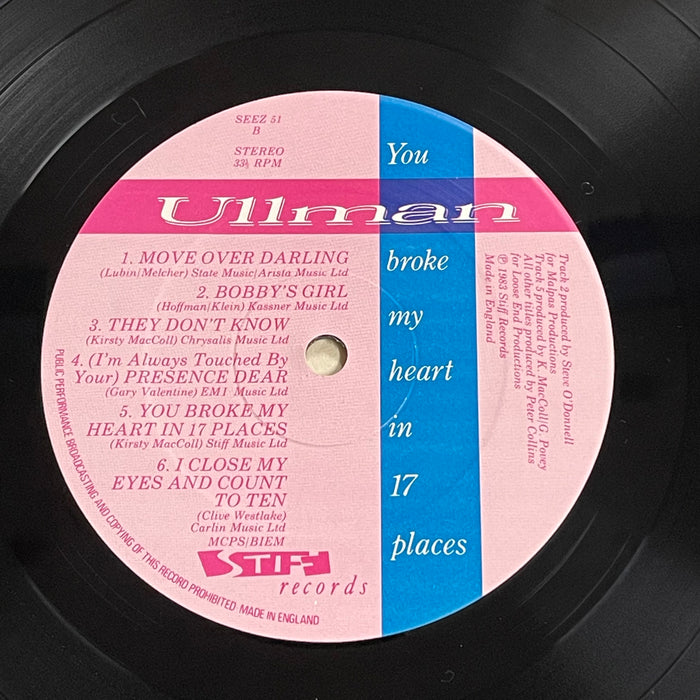 SEEZ 51
B
STEREO
33⅓ RPM
Ullman
1. MOVE OVER DARLING
(Lubin/Melcher) State Music/Arista Music Ltd
2. BOBBY'S GIRL
(Hoffman/Klein) Kassner Music Ltd
3. THEY DON'T KNOW
(Kirsty MacColl) Chrysalis Music Ltd
4. (I'm Always Touched By
Your) PRESENCE DEAR
(Gary Valentine) EMI Music Ltd
5. YOU BROKE MY
HEART IN 17 PLACES
(Kirsty MacColl) Stiff Music Ltd
6. I CLOSE MY
EYES AND COUNT
TO TEN
(Clive Westlake)
Carlin Music Ltd
MCPS/BIEM
STIFF
records
You
broke
my
heart
in
17
places
Track 2 produced by Steve O'Donnell
for Malpas Productions
Track 5 produced by K. MacColl/G. Povey
All other titles produced by Peter Collins
for Loose End Productions
℗ 1983 Stiff Records
Made in England
PUBLIC PERFORMANCE BROADCASTING AND COPYING OF THIS RECORD PROHIBITED MADE IN ENGLAND